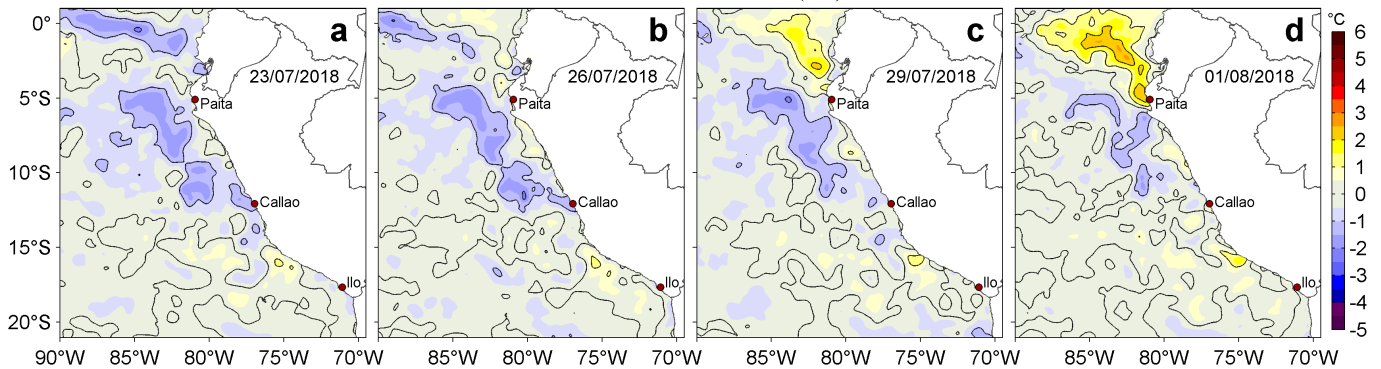 a
b
c
d
°C
23/07/2018
26/07/2018
29/07/2018
01/08/2018
0°
5°S
10°S
15°S
20°S
Paita
Callao
Ilo
Paita
Callao
Ilo
Paita
Callao
Ilo
Paita
Callao
Ilo
90°W
85°W
80°W
75°W
70°W
85°W
80°W
75°W
70°W
85°W
80°W
75°W
70°W
85°W
80°W
75°W
70°W
6
5
4
3
2
1
0
-1
-2
-3
-4
-5